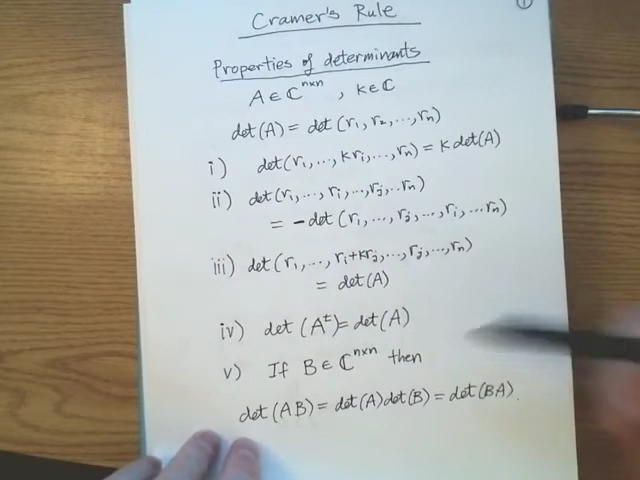 ①
Cramer's Rule
Properties of determinants
A ∈ ℂ^{n×n} , k ∈ ℂ
det(A) = det(r₁, r₂, ..., rₙ)
i) det(r₁, ..., krᵢ, ..., rₙ) = k det(A)
ii) det(r₁, ..., rᵢ, ..., rⱼ, .. rₙ)
= -det(r₁, ..., rⱼ, ..., rᵢ, ... rₙ)
iii) det(r₁, ..., rᵢ+krⱼ, ..., rⱼ, ..., rₙ)
= det(A)
iv) det(Aᵗ) = det(A)
v) If B ∈ ℂ^{n×n} then
det(AB) = det(A)det(B) = det(BA).